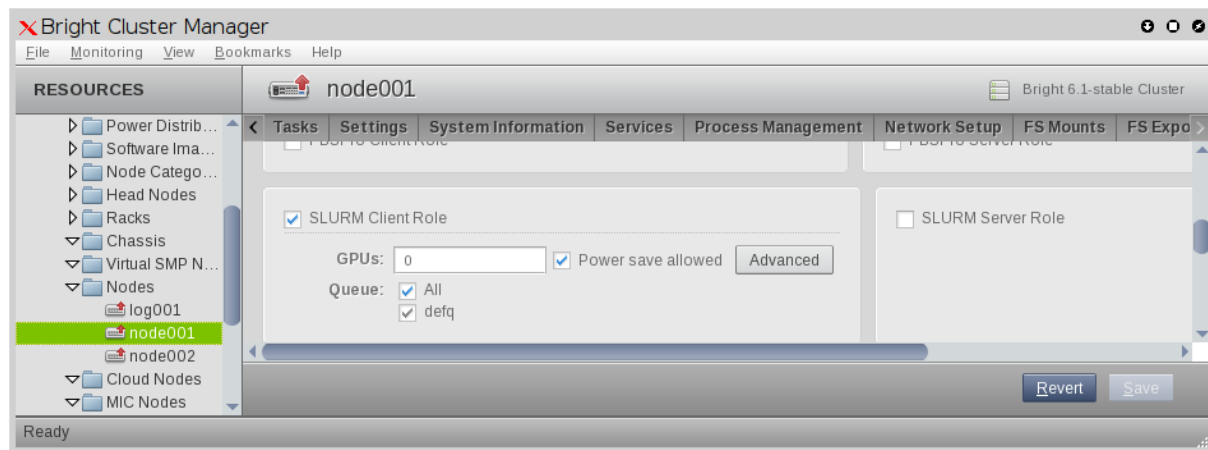 Bright Cluster Manager
File Monitoring View Bookmarks Help
RESOURCES
node001
Bright 6.1-stable Cluster
Power Distrib...
Software Ima...
Node Catego...
Head Nodes
Racks
Chassis
Virtual SMP N...
Nodes
log001
node001
node002
Cloud Nodes
MIC Nodes
Tasks Settings System Information Services Process Management Network Setup FS Mounts FS Expo
SLURM Client Role
GPUs: 0 Power save allowed Advanced
Queue: All
defq
SLURM Server Role
Revert Save
Ready